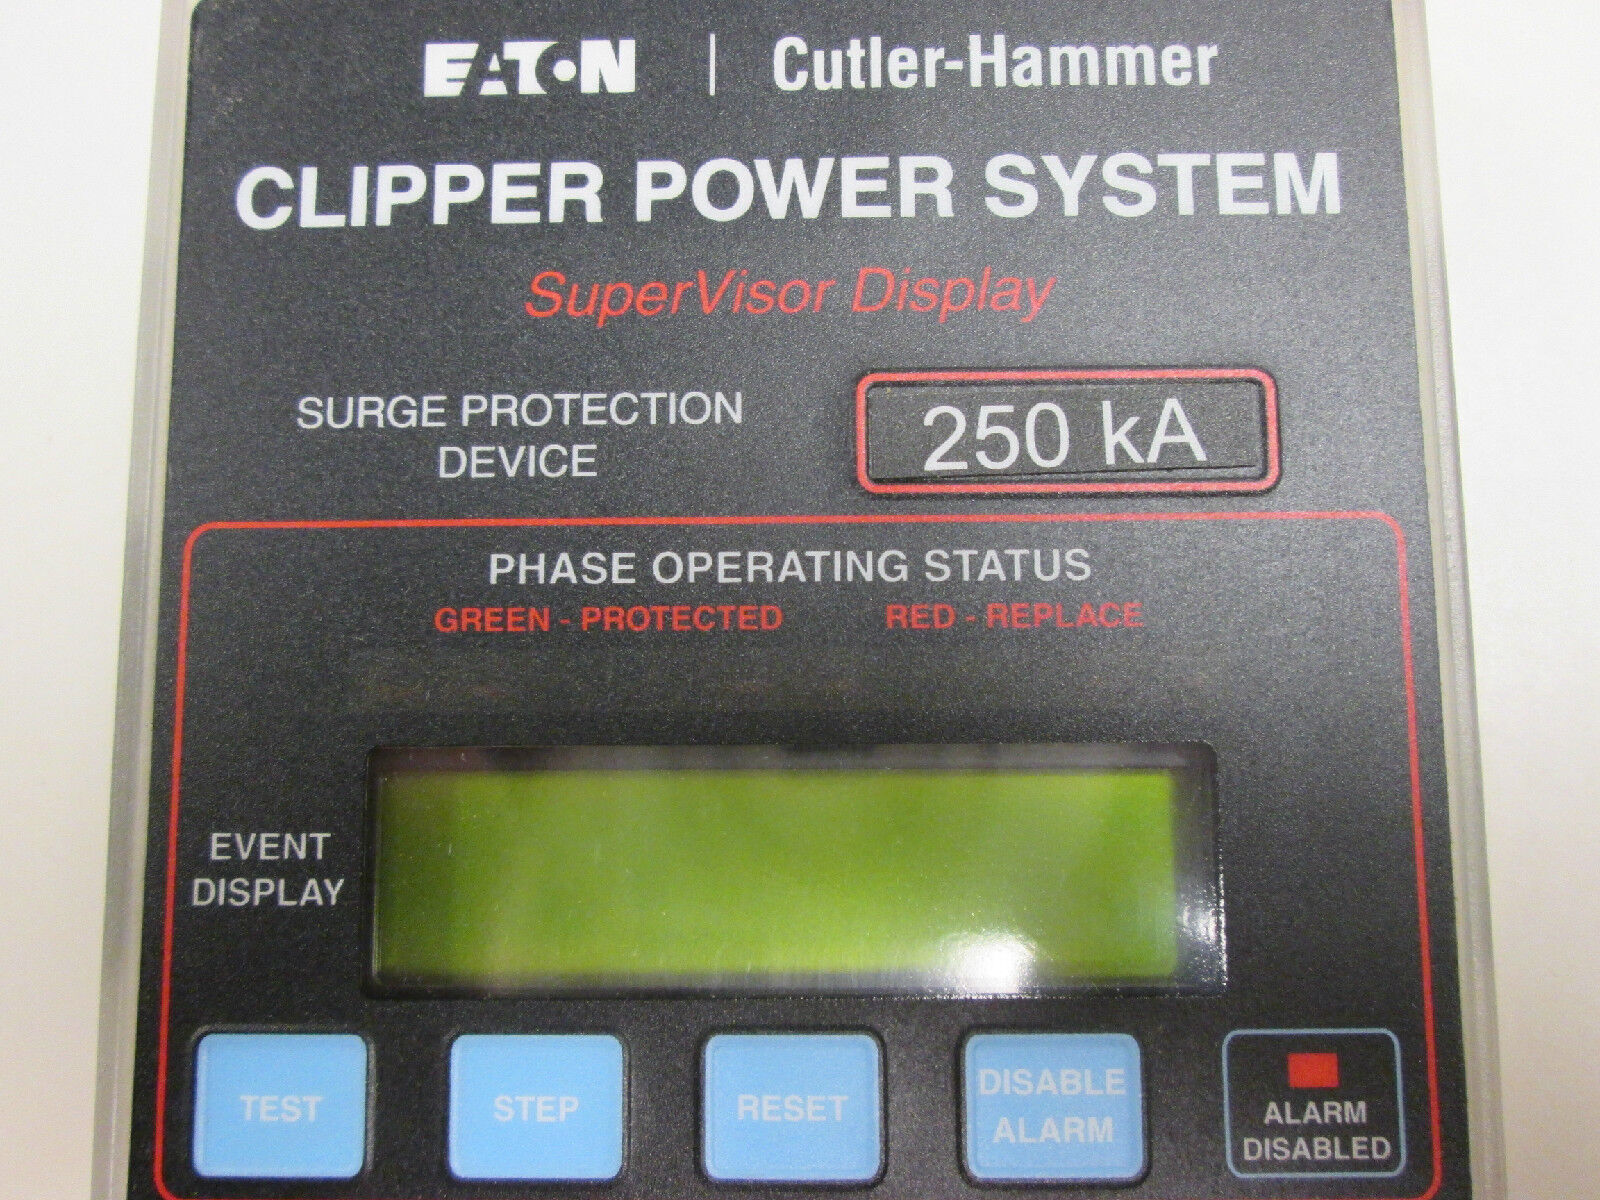 EATON | Cutler-Hammer
CLIPPER POWER SYSTEM
SuperVisor Display
SURGE PROTECTION
DEVICE
250 kA
PHASE OPERATING STATUS
GREEN - PROTECTED RED - REPLACE
EVENT
DISPLAY
TEST
STEP
RESET
DISABLE
ALARM
ALARM
DISABLED